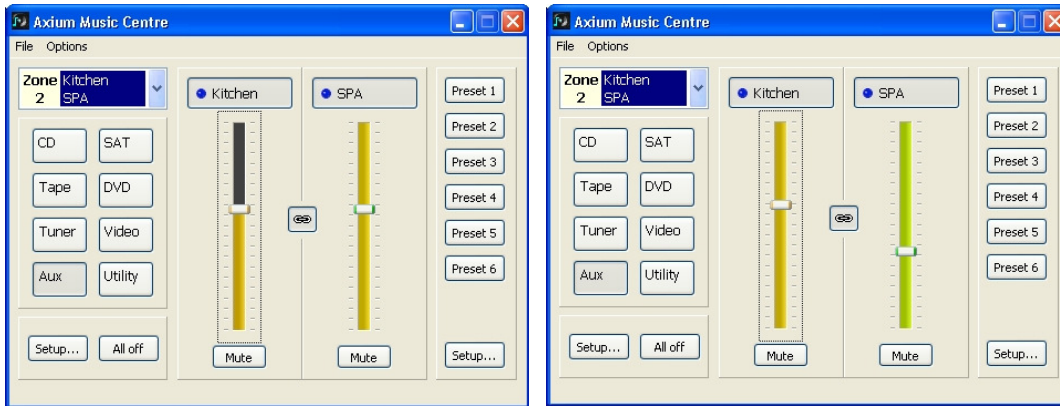 Axium Music Centre
File Options
Zone 2 Kitchen
SPA
Kitchen
SPA
CD
SAT
Tape
DVD
Tuner
Video
Aux
Utility
Setup...
All off
Mute
Mute
Preset 1
Preset 2
Preset 3
Preset 4
Preset 5
Preset 6
Setup...
Axium Music Centre
File Options
Zone 2 Kitchen
SPA
Kitchen
SPA
CD
SAT
Tape
DVD
Tuner
Video
Aux
Utility
Setup...
All off
Mute
Mute
Preset 1
Preset 2
Preset 3
Preset 4
Preset 5
Preset 6
Setup...